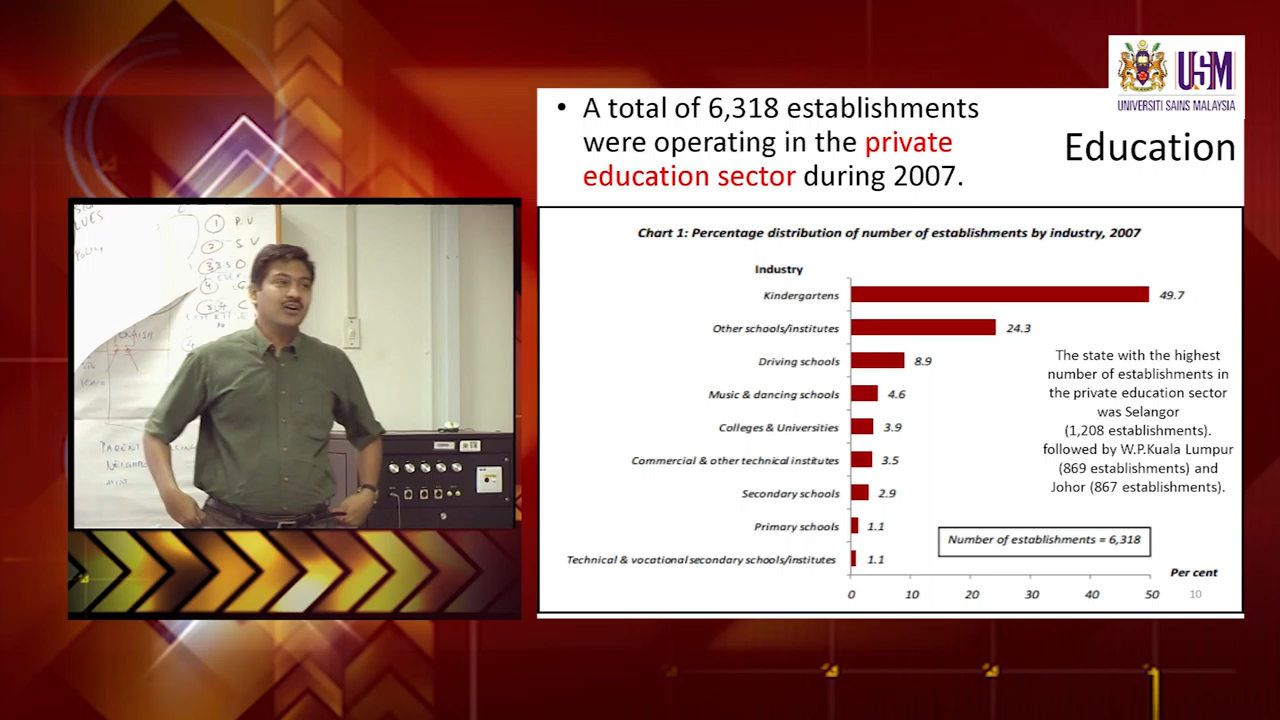 USM
UNIVERSITI SAINS MALAYSIA
• A total of 6,318 establishments
were operating in the private
education sector during 2007.
Education
Chart 1: Percentage distribution of number of establishments by industry, 2007
Industry
Kindergartens 49.7
Other schools/institutes 24.3
Driving schools 8.9
Music & dancing schools 4.6
Colleges & Universities 3.9
Commercial & other technical institutes 3.5
Secondary schools 2.9
Primary schools 1.1
Technical & vocational secondary schools/institutes 1.1
0 10 20 30 40 50
Per cent
Number of establishments = 6,318
The state with the highest
number of establishments in
the private education sector
was Selangor
(1,208 establishments).
followed by W.P.Kuala Lumpur
(869 establishments) and
Johor (867 establishments).
10
1 P.V
2 S.V